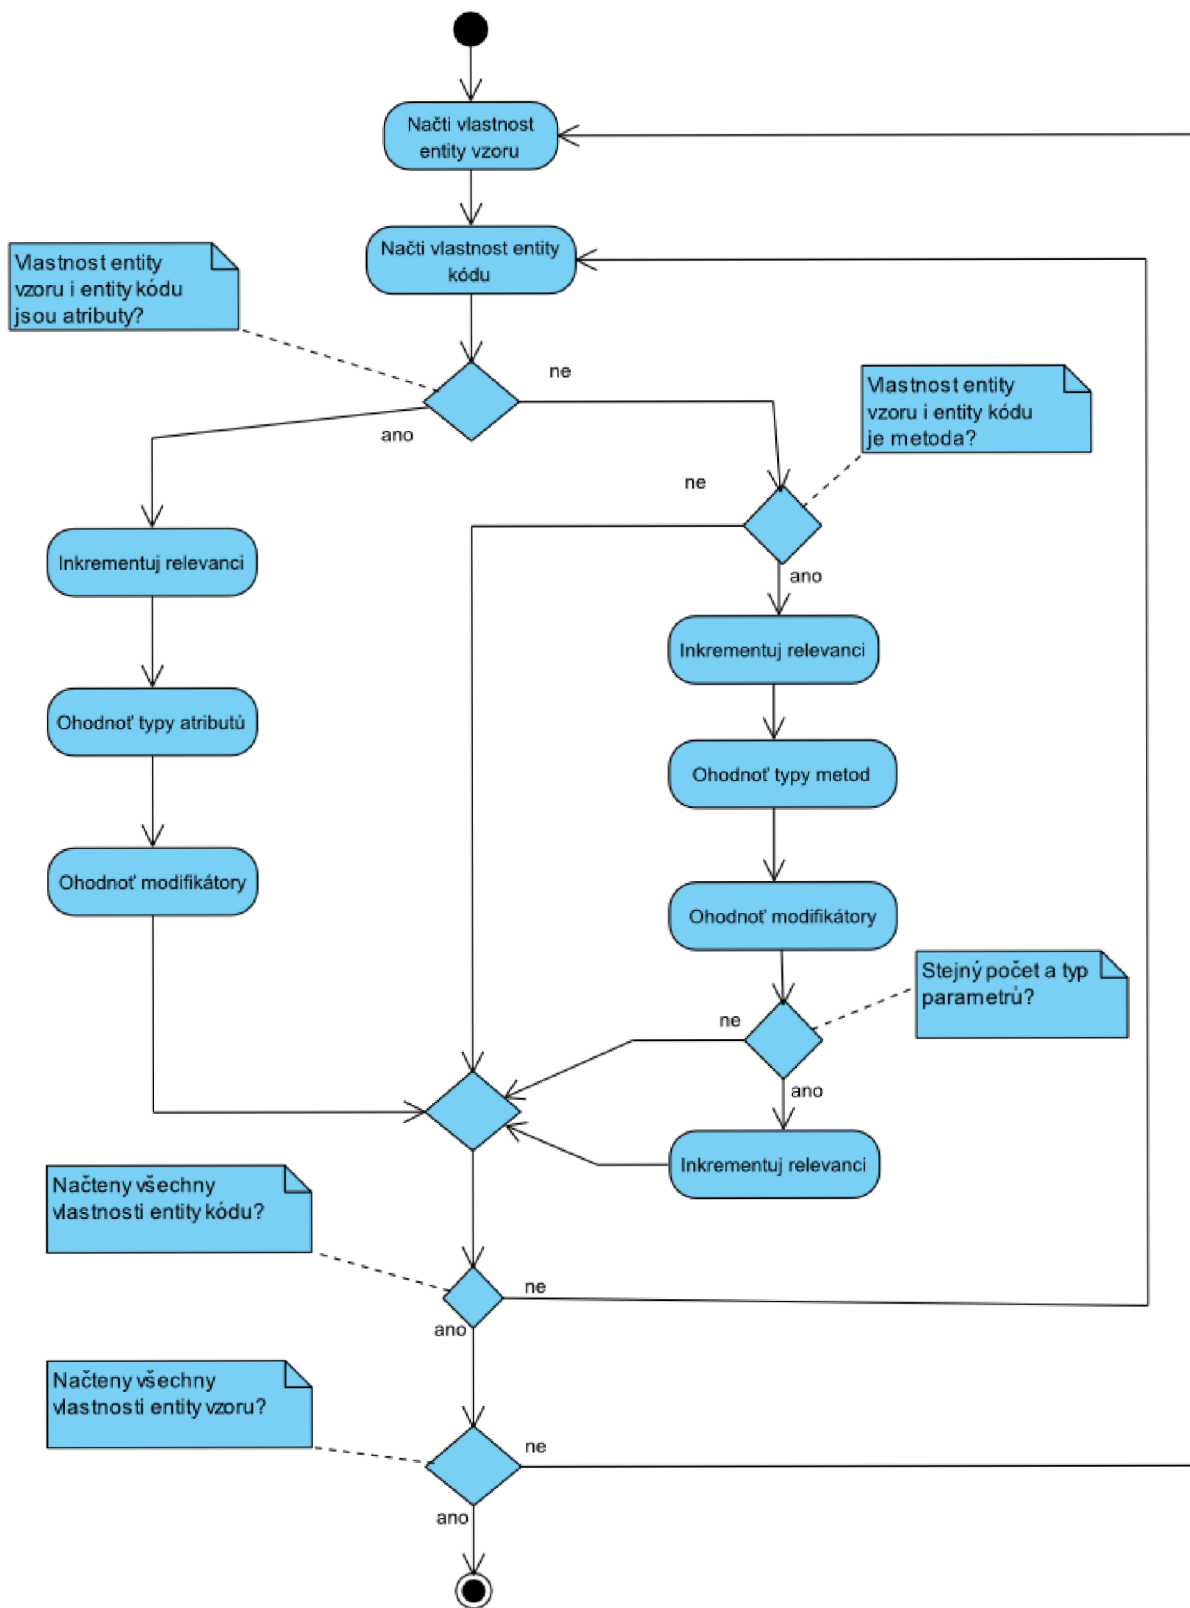 Načti vlastnost
entity vzoru
Načti vlastnost entity
kódu
Vlastnost entity
vzoru i entity kódu
jsou atributy?
ne
ano
Vlastnost entity
vzoru i entity kódu
je metoda?
ne
ano
Inkrementuj relevanci
Ohodnoť typy atributů
Ohodnoť modifikátory
Inkrementuj relevanci
Ohodnoť typy metod
Ohodnoť modifikátory
Stejný počet a typ
parametrů?
ne
ano
Inkrementuj relevanci
Načteny všechny
vlastnosti entity kódu?
ne
ano
Načteny všechny
vlastnosti entity vzoru?
ne
ano